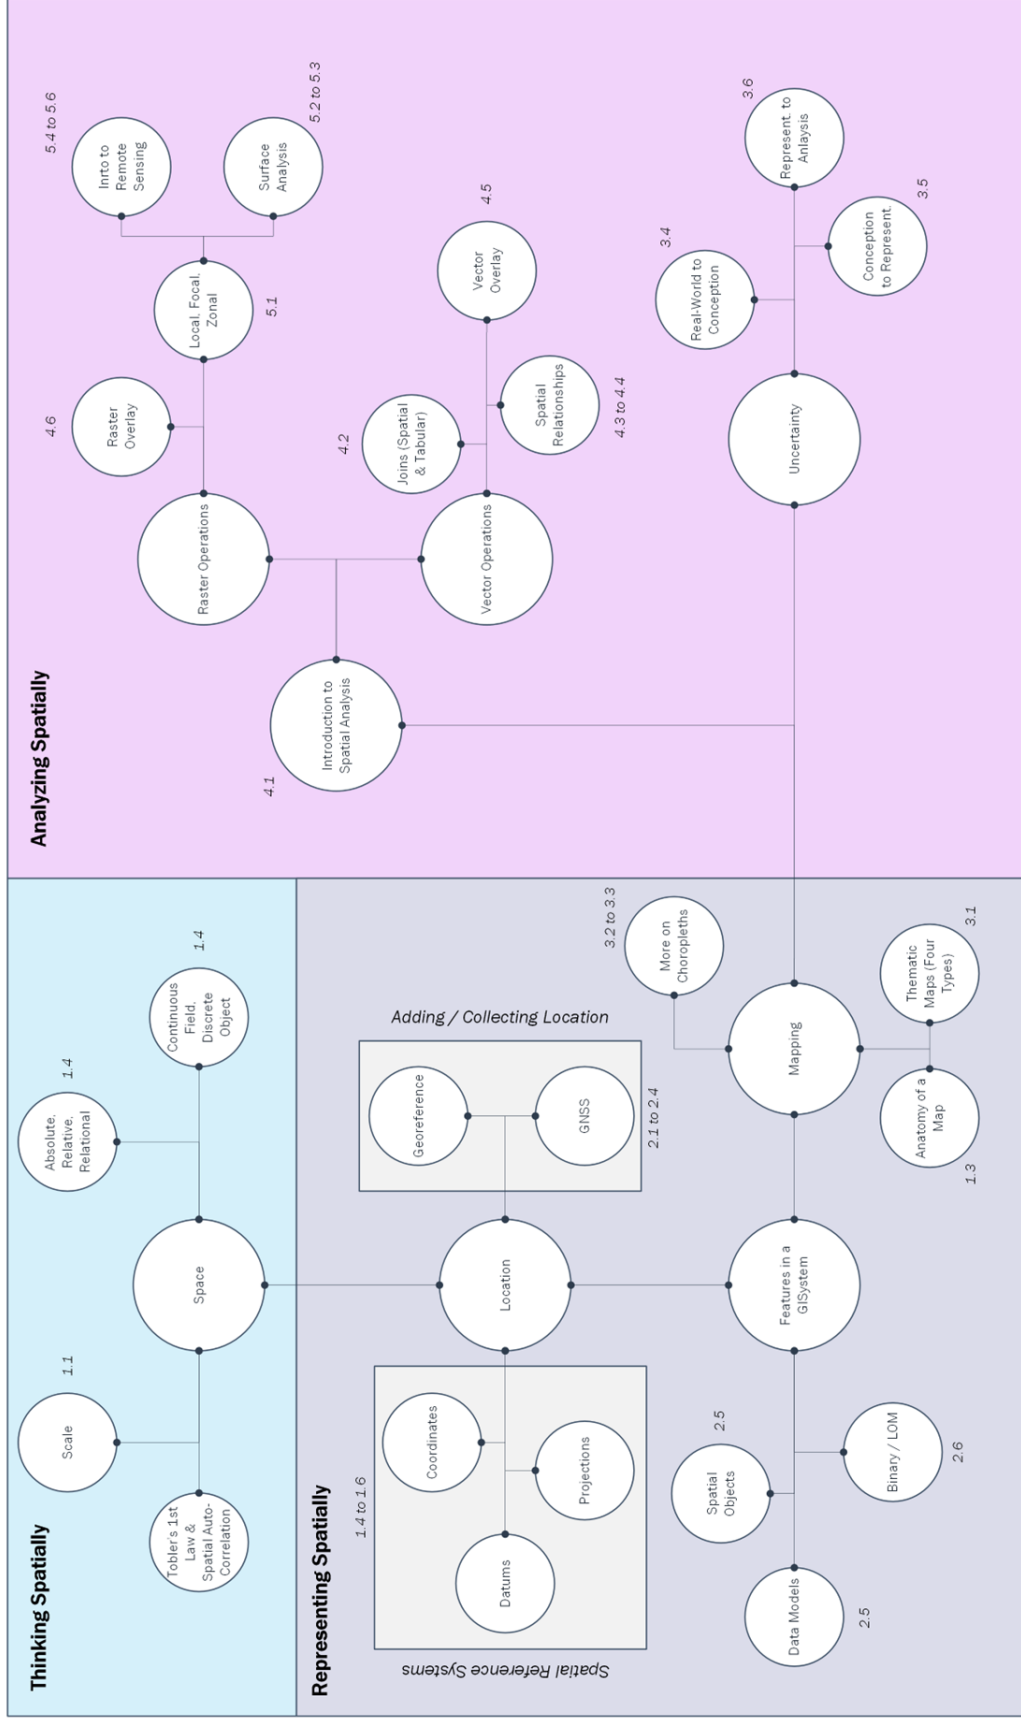 Thinking Spatially
Tobler's 1st
Law &
Spatial Auto-
Correlation
Scale
1.1
Space
Absolute,
Relative,
Relational
1.4
Continuous
Field,
Discrete
Object
1.4
Representing Spatially
Spatial Reference Systems
1.4 to 1.6
Datums
Coordinates
Projections
Location
Adding / Collecting Location
Georeference
GNSS
2.1 to 2.4
Data Models
2.5
Spatial
Objects
2.5
Binary / LOM
2.6
Features in a
GISystem
Mapping
More on
Choropleths
3.2 to 3.3
Anatomy of a
Map
1.3
Thematic
Maps (Four
Types)
3.1
Analyzing Spatially
4.1
Introduction to
Spatial Analysis
Raster Operations
4.6
Raster
Overlay
Local, Focal,
Zonal
5.1
Inrto to
Remote
Sensing
5.4 to 5.6
Surface
Analysis
5.2 to 5.3
Vector Operations
4.2
Joins (Spatial
& Tabular)
Spatial
Relationships
4.3 to 4.4
Vector
Overlay
4.5
Uncertainty
Real-World to
Conception
3.4
Conception
to Represent.
3.5
Represent. to
Anlaysis
3.6